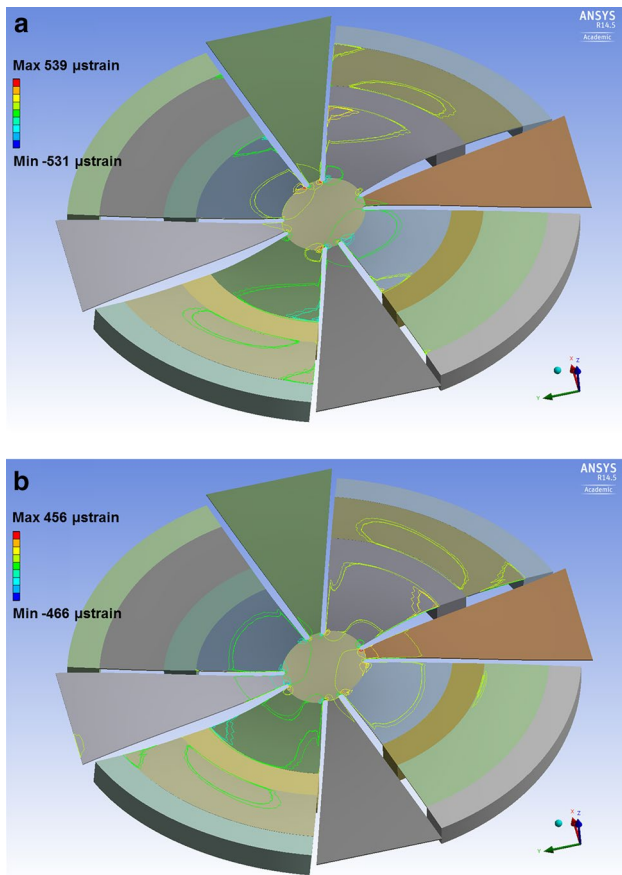 a
ANSYS
R14.5
Academic
Max 539 µstrain
Min -531 µstrain
X
Z
Y
b
ANSYS
R14.5
Academic
Max 456 µstrain
Min -466 µstrain
X
Z
Y